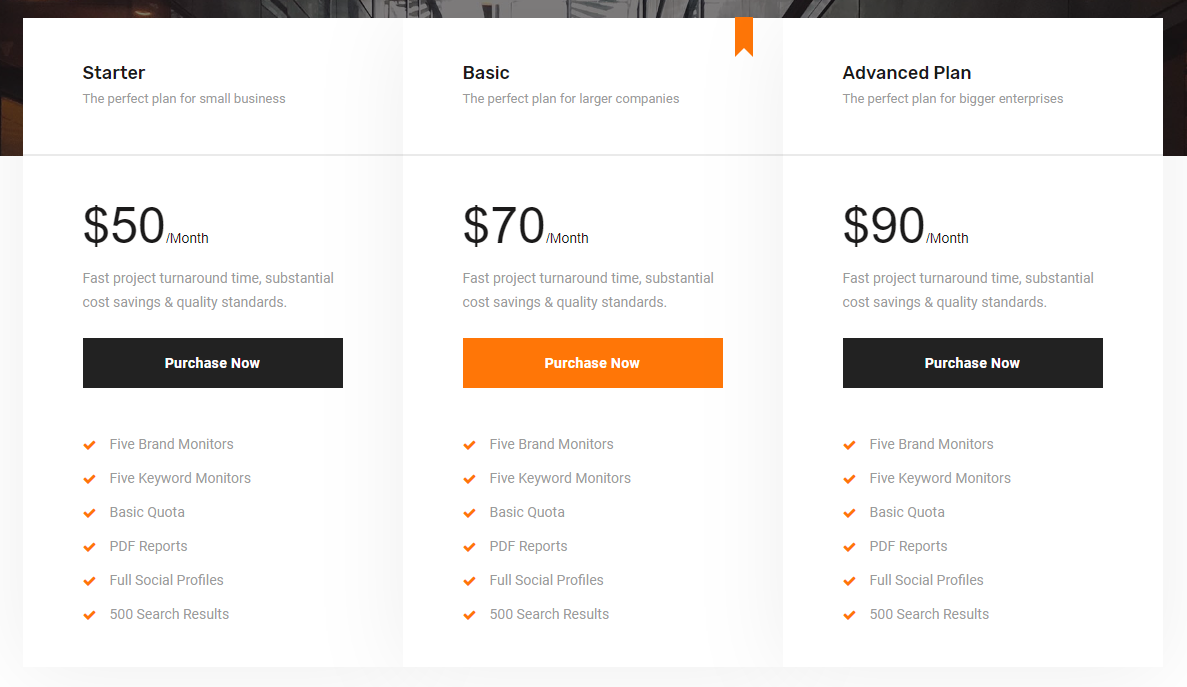 Starter
The perfect plan for small business
$50/Month
Fast project turnaround time, substantial
cost savings & quality standards.
Purchase Now
Five Brand Monitors
Five Keyword Monitors
Basic Quota
PDF Reports
Full Social Profiles
500 Search Results
Basic
The perfect plan for larger companies
$70/Month
Fast project turnaround time, substantial
cost savings & quality standards.
Purchase Now
Five Brand Monitors
Five Keyword Monitors
Basic Quota
PDF Reports
Full Social Profiles
500 Search Results
Advanced Plan
The perfect plan for bigger enterprises
$90/Month
Fast project turnaround time, substantial
cost savings & quality standards.
Purchase Now
Five Brand Monitors
Five Keyword Monitors
Basic Quota
PDF Reports
Full Social Profiles
500 Search Results